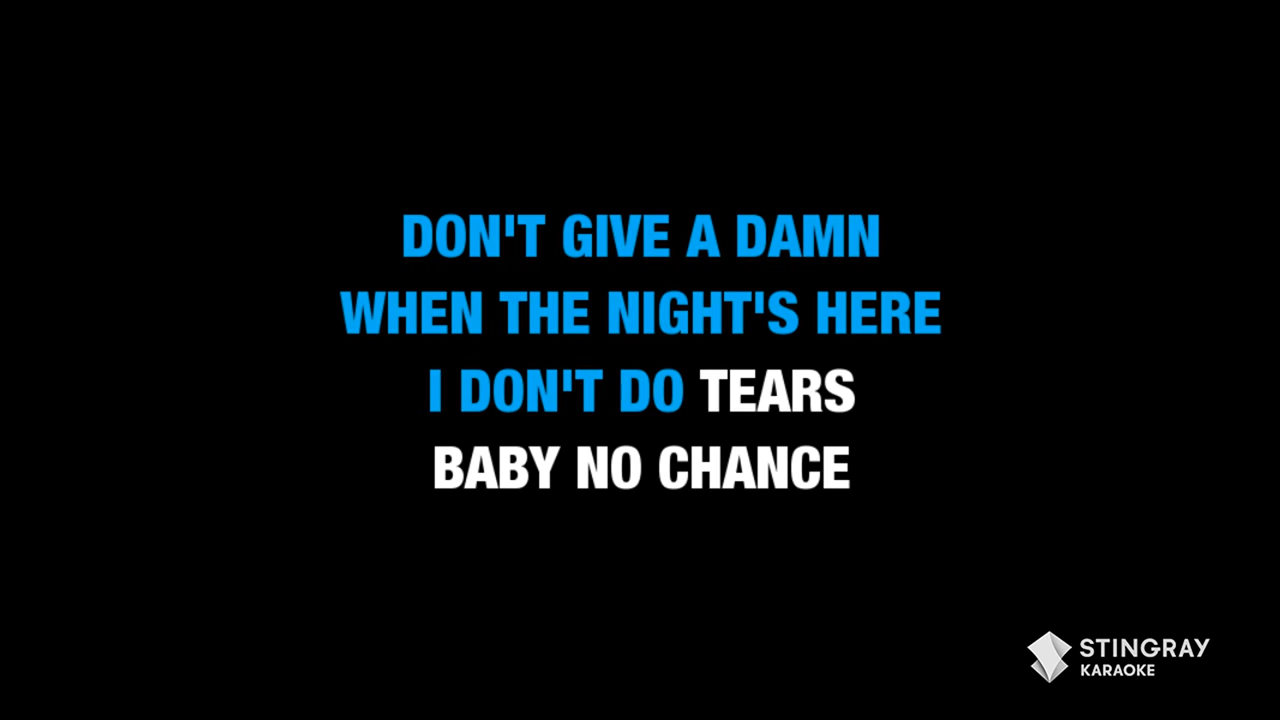 DON'T GIVE A DAMN
WHEN THE NIGHT'S HERE
I DON'T DO TEARS
BABY NO CHANCE
STINGRAY
KARAOKE